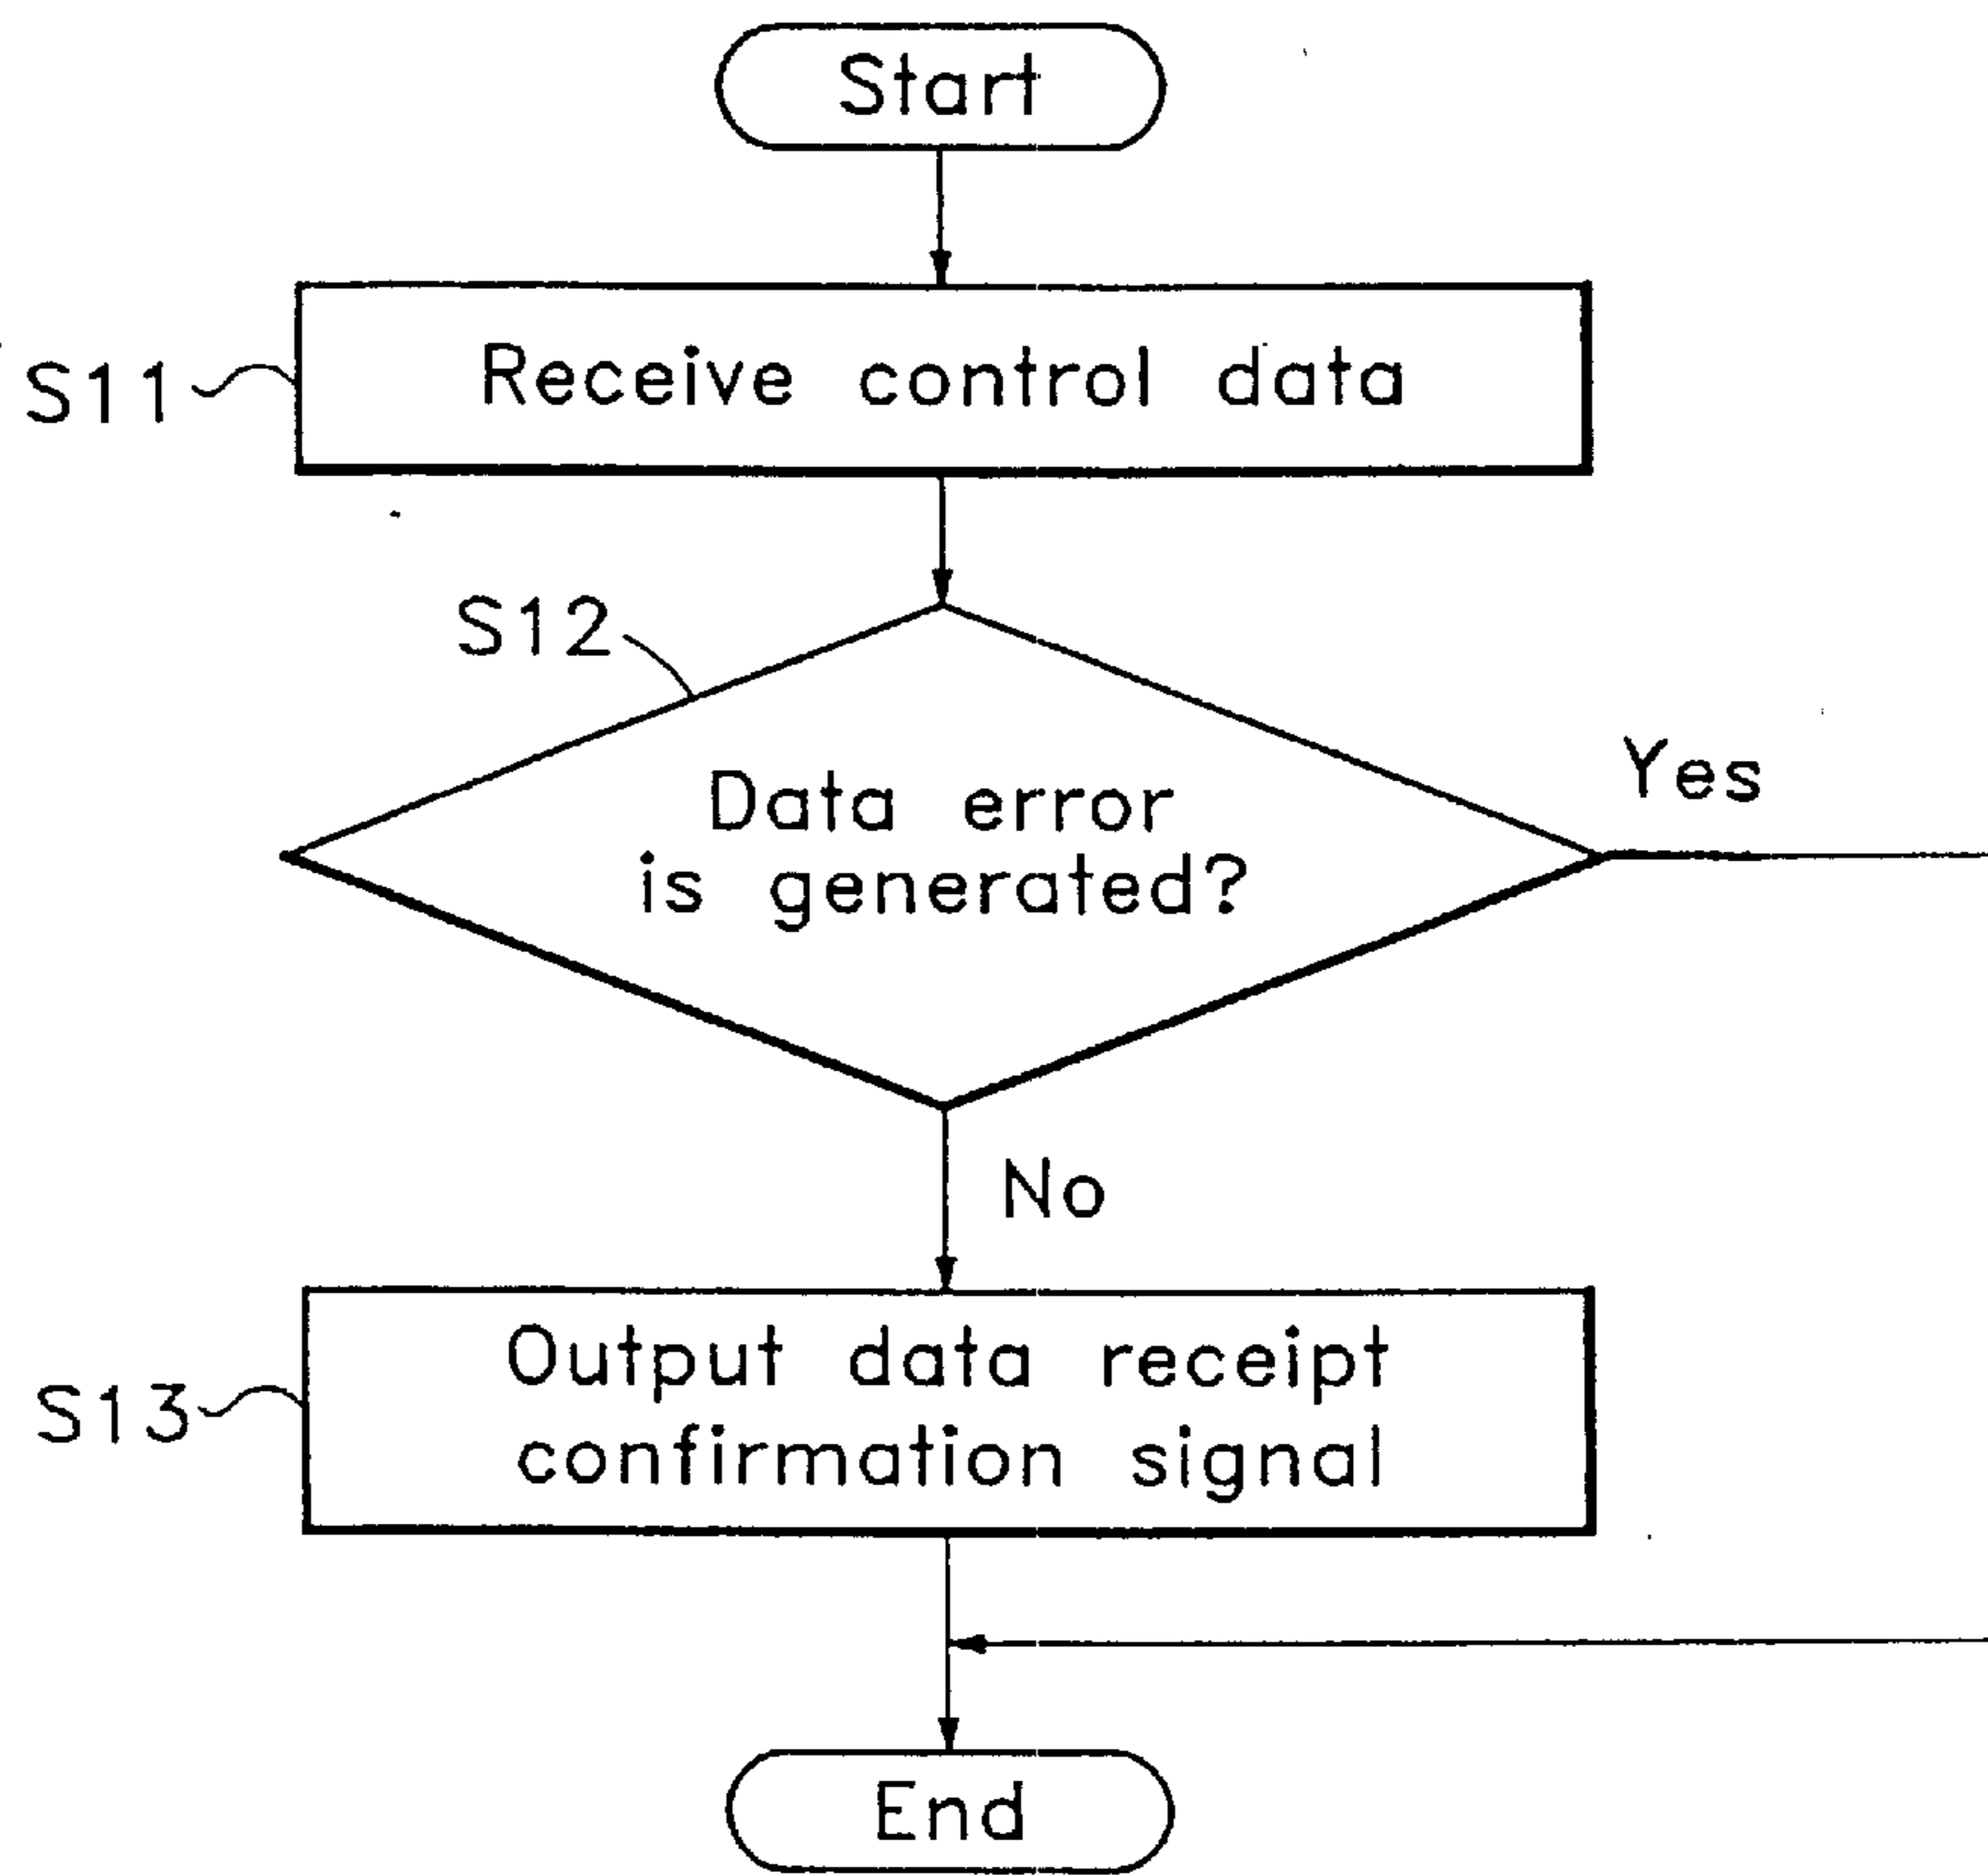 Start
S11
Receive control data
S12
Data error
is generated?
Yes
No
S13
Output data receipt
confirmation signal
End